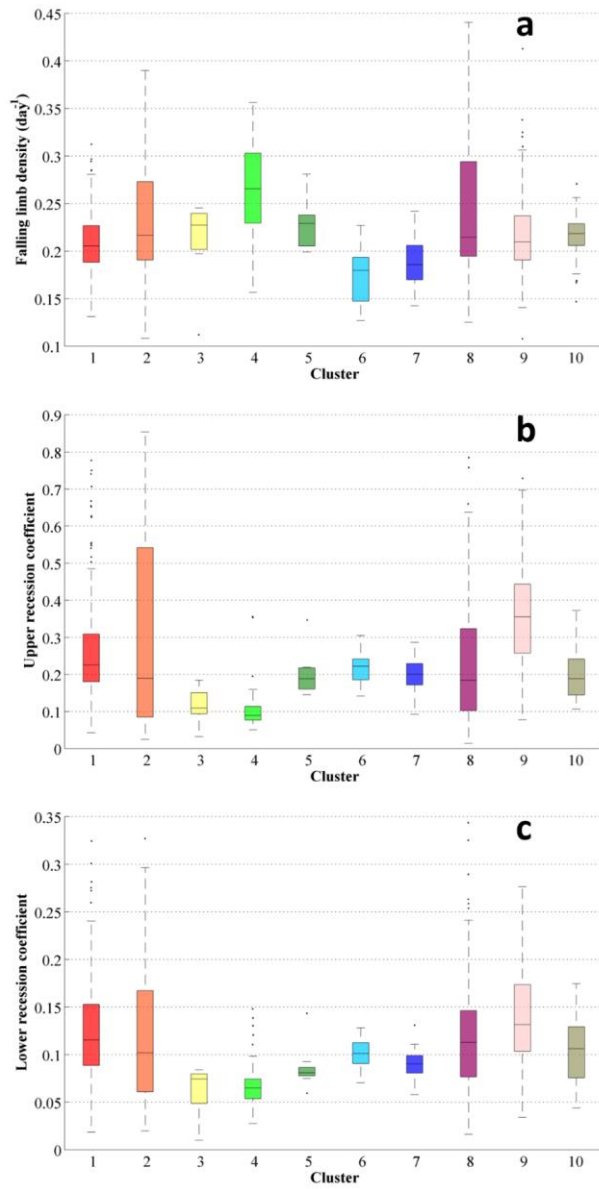 a
Falling limb density (day⁻¹)
0.45
0.4
0.35
0.3
0.25
0.2
0.15
0.1
1 2 3 4 5 6 7 8 9 10
Cluster
b
Upper recession coefficient
0.9
0.8
0.7
0.6
0.5
0.4
0.3
0.2
0.1
0
1 2 3 4 5 6 7 8 9 10
Cluster
c
Lower recession coefficient
0.35
0.3
0.25
0.2
0.15
0.1
0.05
0
1 2 3 4 5 6 7 8 9 10
Cluster